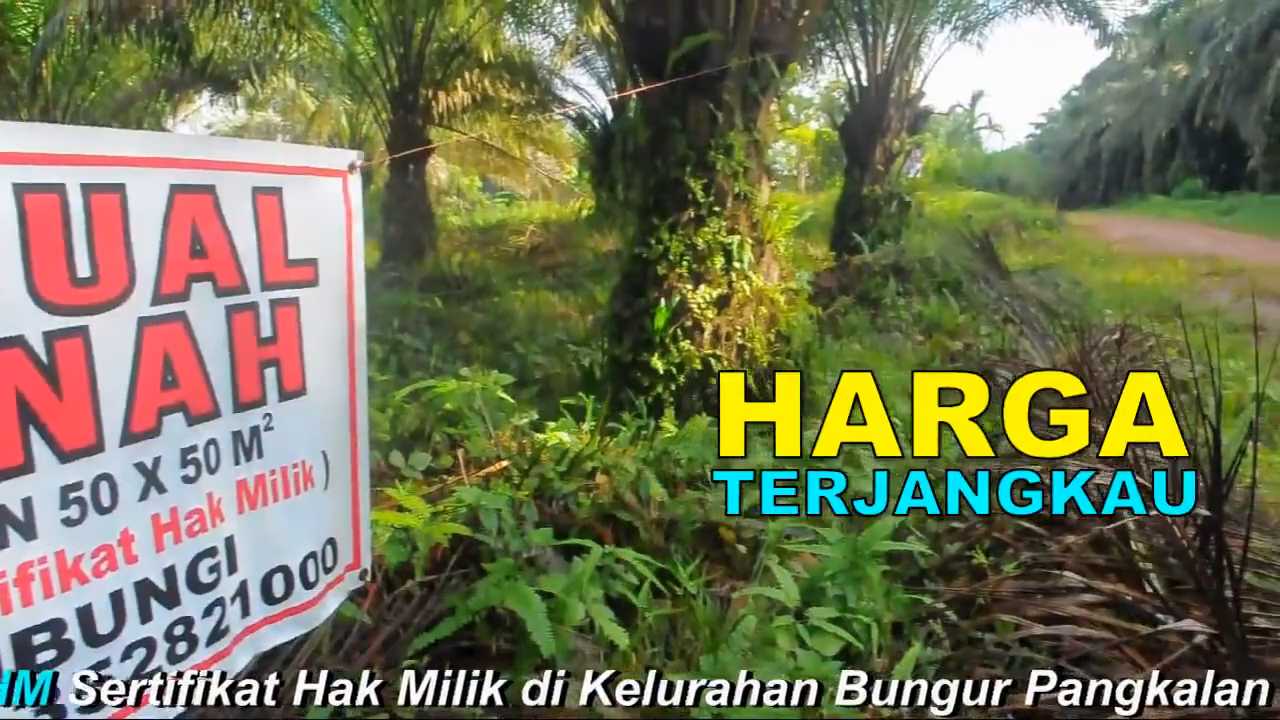 UAL
NAH
N 50 X 50 M²
ifikat Hak Milik )
BUNGI
52821000
HARGA
TERJANGKAU
HM Sertifikat Hak Milik di Kelurahan Bungur Pangkalan